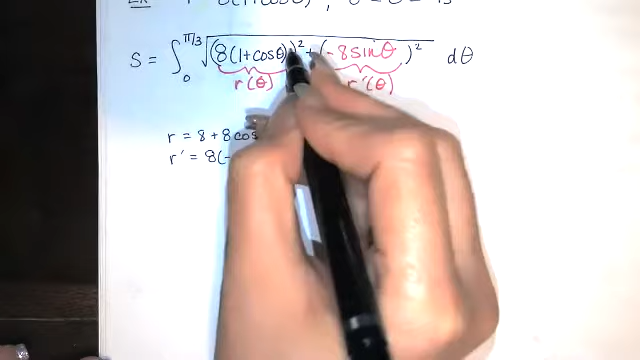 S = ∫₀^π/3 √(8(1+cosθ))² + (-8sinθ)² dθ
r(θ) r'(θ)
r = 8 + 8cos
r' = 8(-